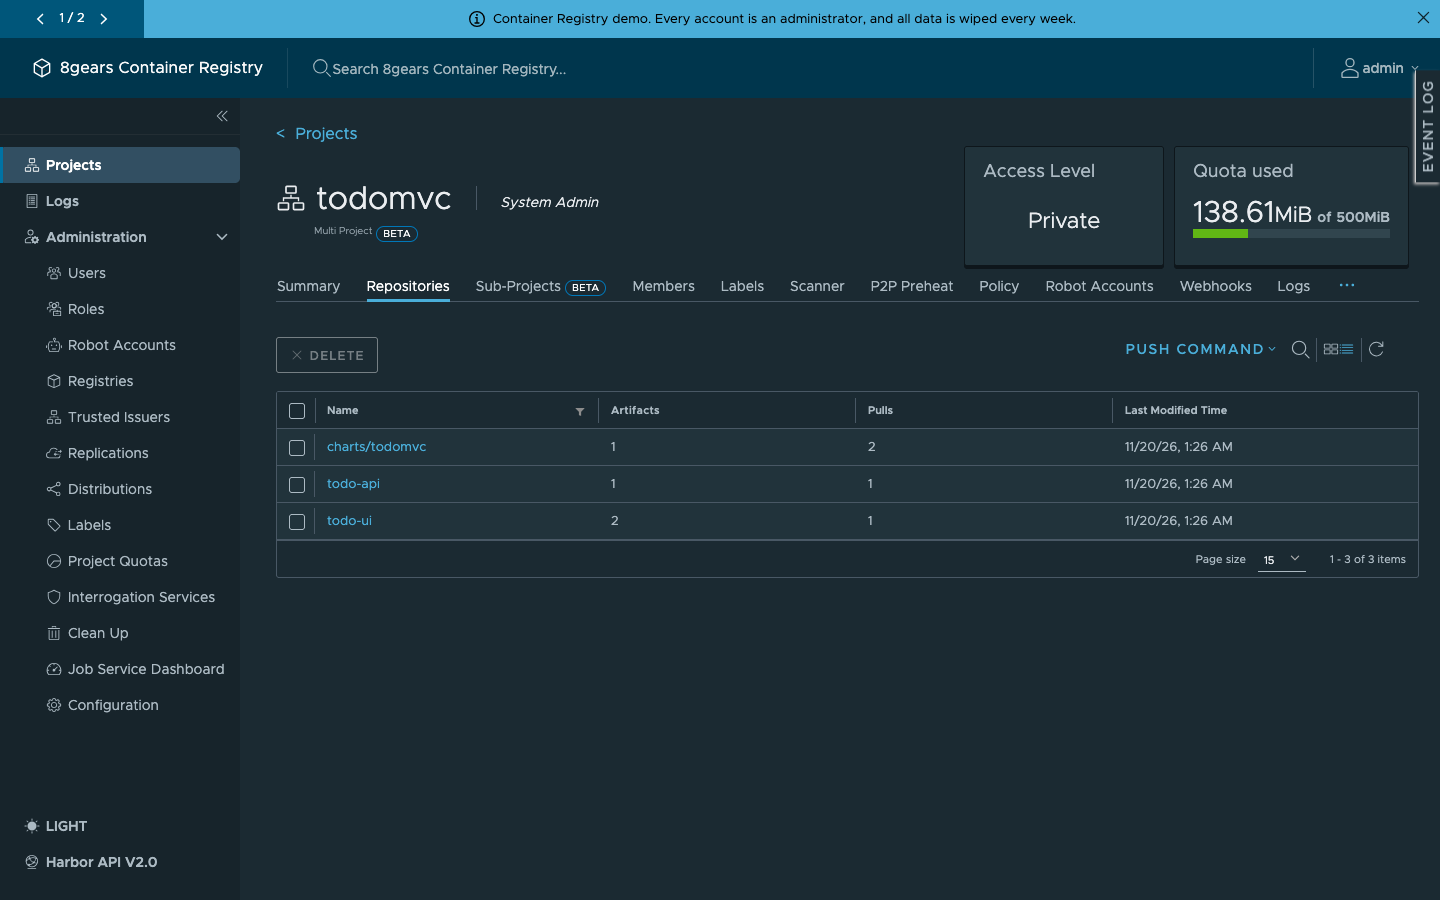 1 / 2
Container Registry demo. Every account is an administrator, and all data is wiped every week.
8gears Container Registry
Search 8gears Container Registry...
admin
EVENT LOG
Projects
Logs
Administration
Users
Roles
Robot Accounts
Registries
Trusted Issuers
Replications
Distributions
Labels
Project Quotas
Interrogation Services
Clean Up
Job Service Dashboard
Configuration
LIGHT
Harbor API V2.0
< Projects
todomvc
System Admin
Multi Project BETA
Access Level
Private
Quota used
138.61MiB of 500MiB
Summary Repositories Sub-Projects BETA Members Labels Scanner P2P Preheat Policy Robot Accounts Webhooks Logs ...
DELETE
PUSH COMMAND
Name Artifacts Pulls Last Modified Time
charts/todomvc 1 2 11/20/26, 1:26 AM
todo-api 1 1 11/20/26, 1:26 AM
todo-ui 2 1 11/20/26, 1:26 AM
Page size 15 1 - 3 of 3 items